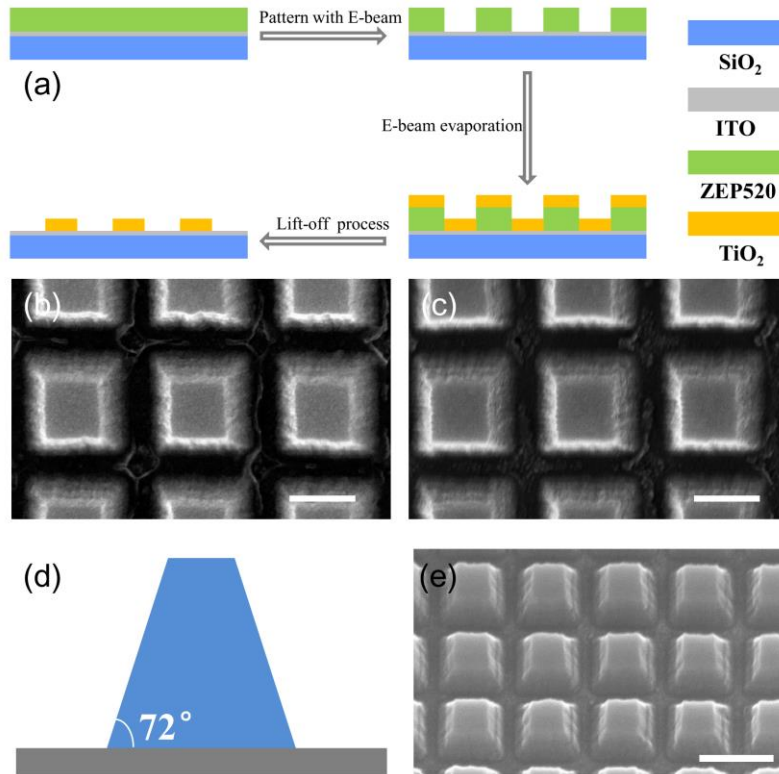 Pattern with E-beam
(a)
SiO₂
ITO
E-beam evaporation
ZEP520
Lift-off process
TiO₂
(b)
(c)
(d)
72°
(e)